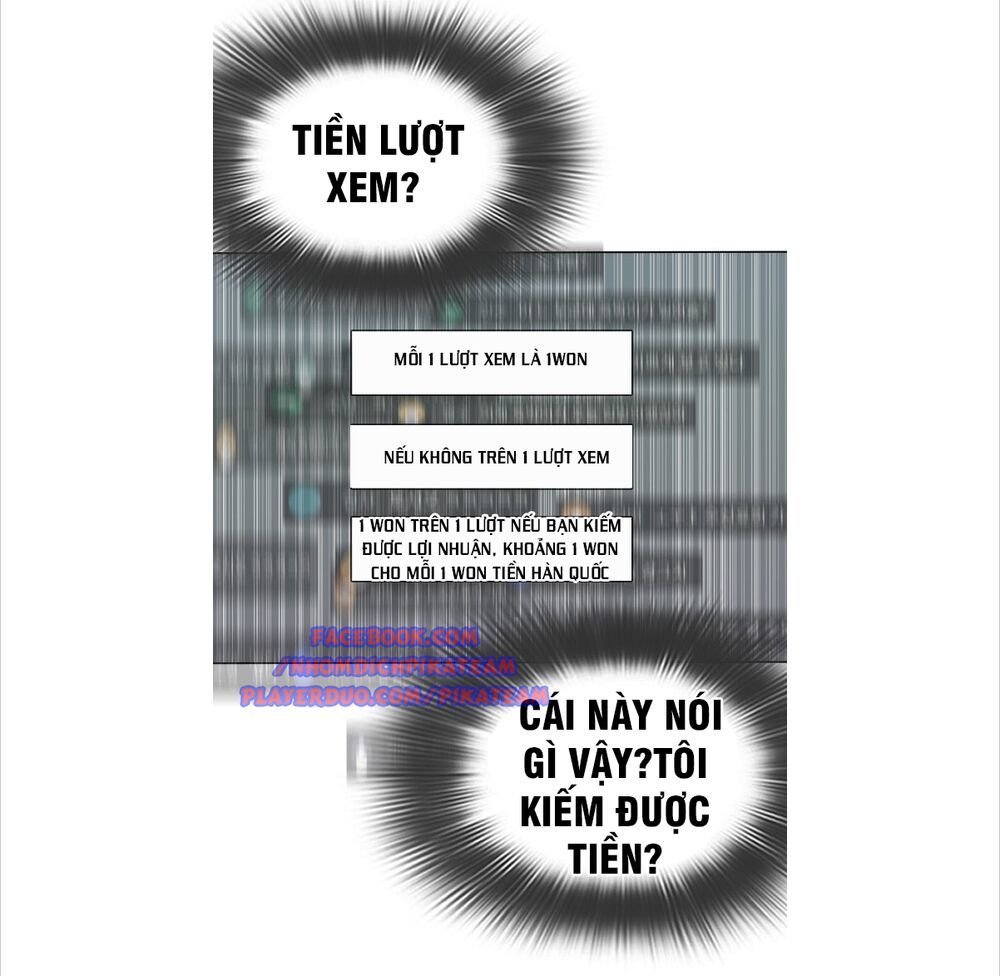 TIỀN LƯỢT
XEM?
MỖI 1 LƯỢT XEM LÀ 1WON
NẾU KHÔNG TRÊN 1 LƯỢT XEM
1 WON TRÊN 1 LƯỢT NẾU BẠN KIẾM
ĐƯỢC LỢI NHUẬN, KHOẢNG 1 WON
CHO MỖI 1 WON TIỀN HÀN QUỐC
FACEBOOK.COM
/NHOMDICHPIKATEAM
PLAYERDUO.COM/PIKATEAM
CÁI NÀY NÓI
GÌ VẬY?TÔI
KIẾM ĐƯỢC
TIỀN?